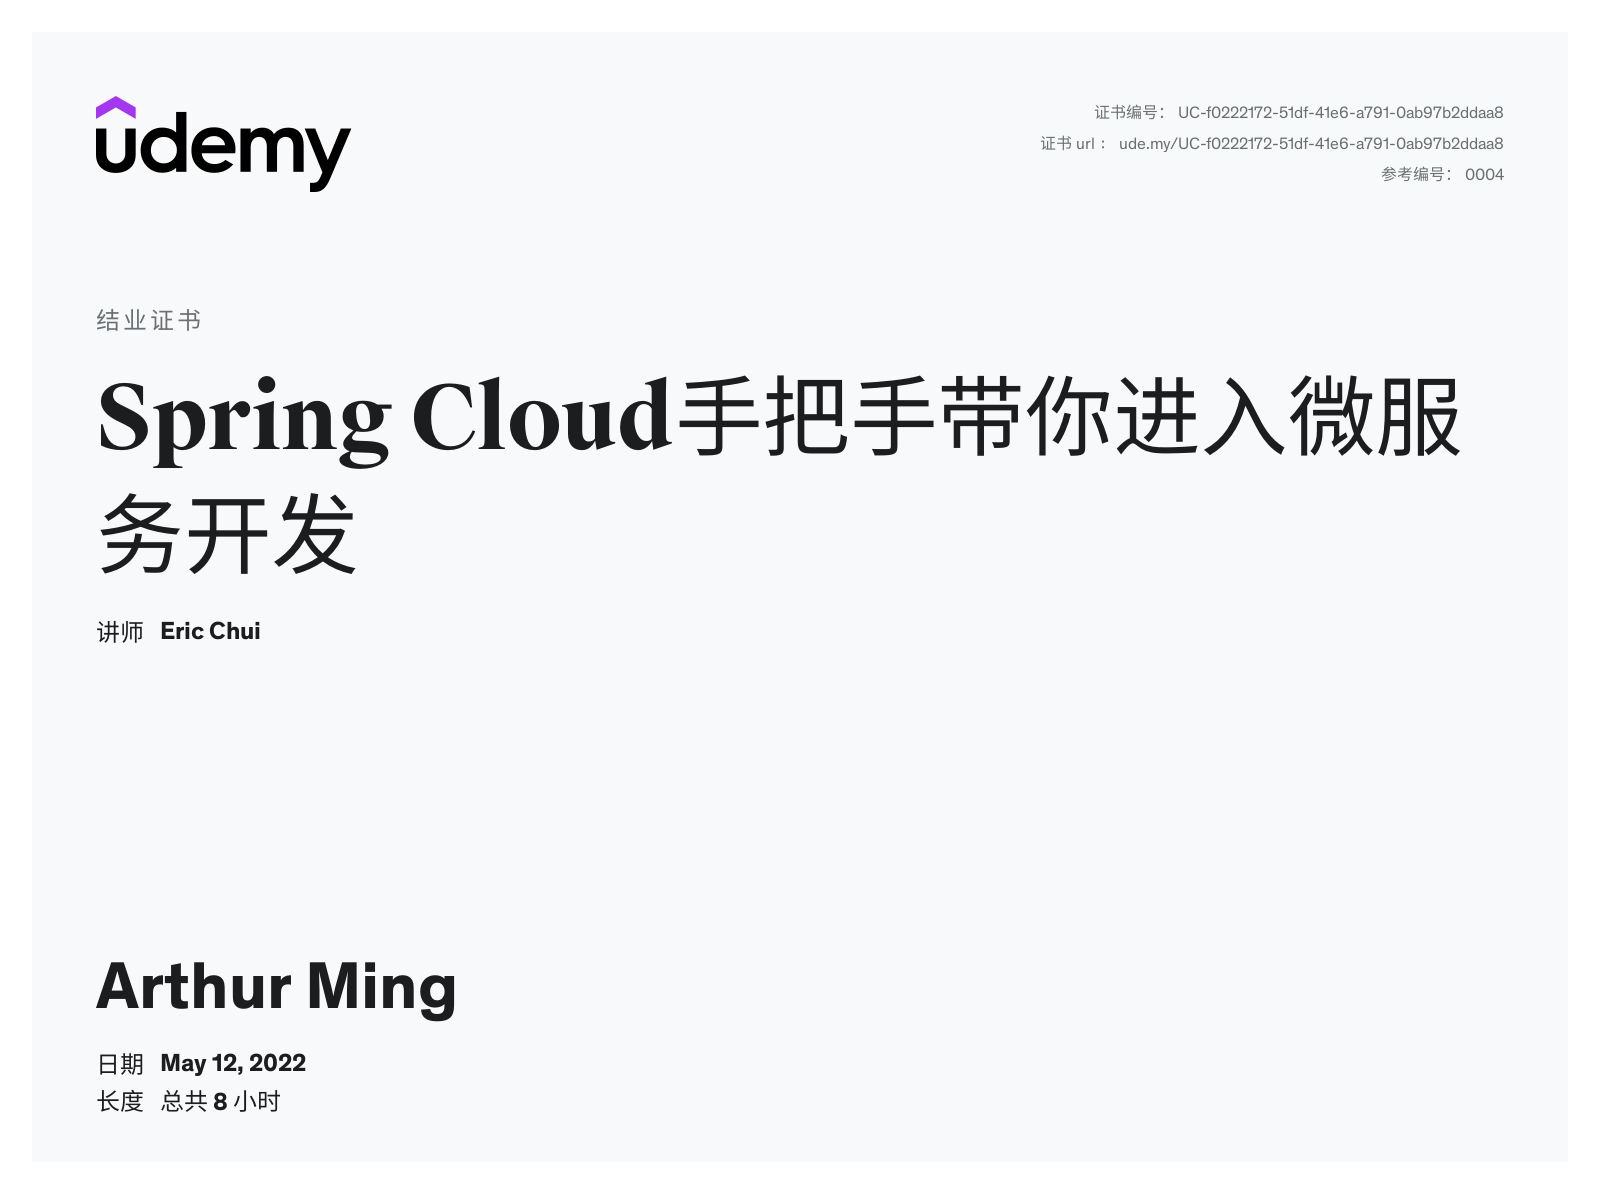 udemy
证书编号： UC-f0222172-51df-41e6-a791-0ab97b2ddaa8
证书 url： ude.my/UC-f0222172-51df-41e6-a791-0ab97b2ddaa8
参考编号： 0004
结业证书
Spring Cloud手把手带你进入微服
务开发
讲师 Eric Chui
Arthur Ming
日期 May 12, 2022
长度 总共 8 小时